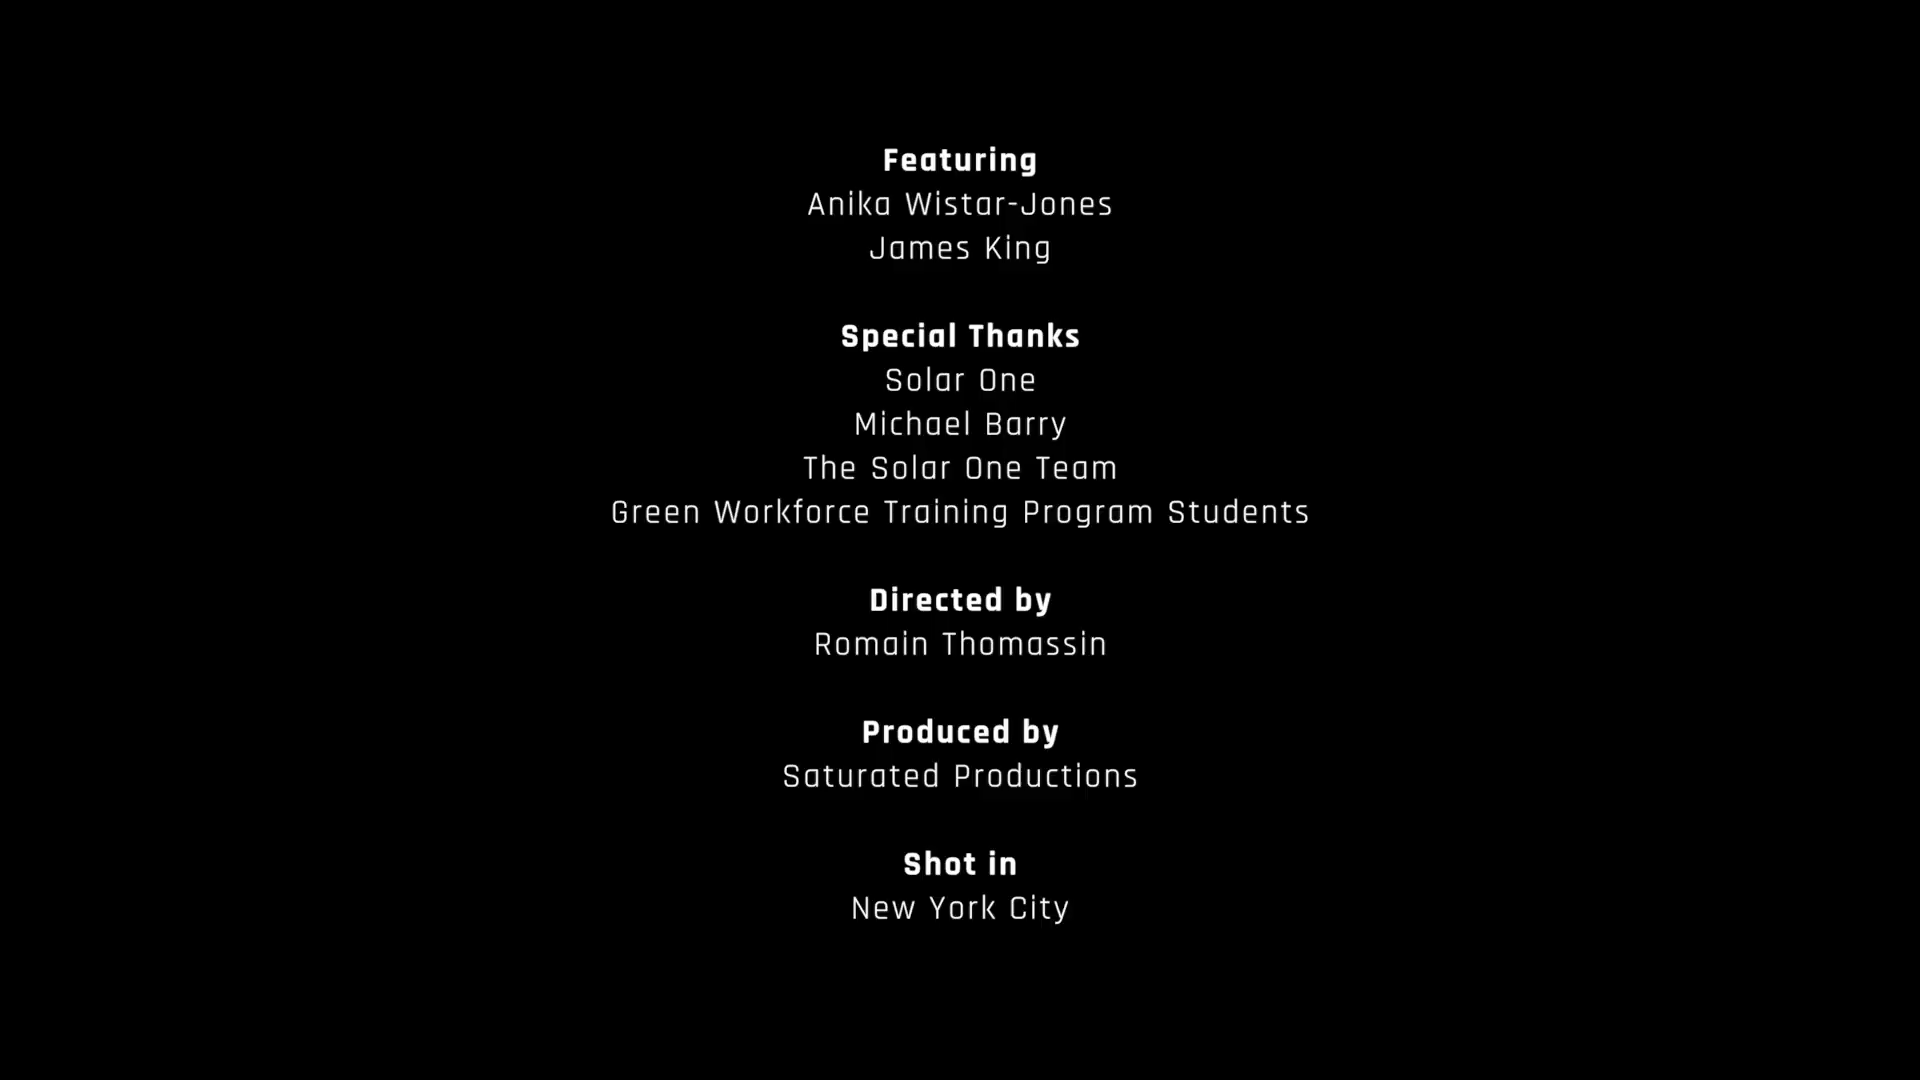 Featuring
Anika Wistar-Jones
James King
Special Thanks
Solar One
Michael Barry
The Solar One Team
Green Workforce Training Program Students
Directed by
Romain Thomassin
Produced by
Saturated Productions
Shot in
New York City